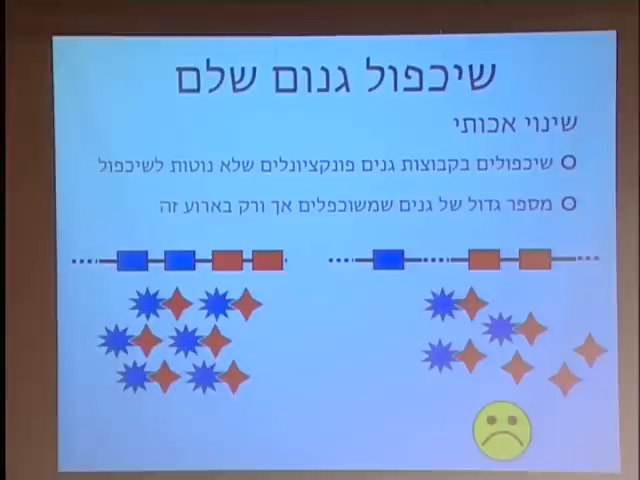 שיכפול גנום שלם
שינוי אכותי
שיכפולים בקבוצות גנים פונקציונלים שלא נוטות לשיכפול
מספר גדול של גנים שמשוכפלים אך ורק בארוע זה